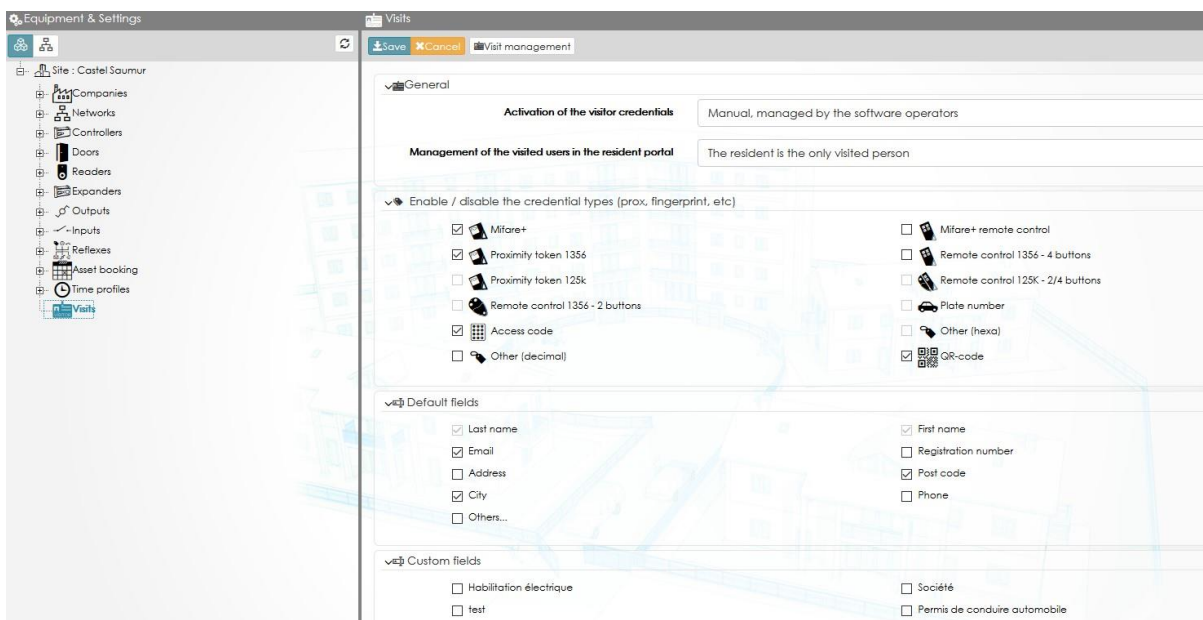 Equipment & Settings
Site : Castel Saumur
Companies
Networks
Controllers
Doors
Readers
Expanders
Outputs
Inputs
Reflexes
Asset booking
Time profiles
Visits
Visits
Save Cancel Visit management
General
Activation of the visitor credentials Manual, managed by the software operators
Management of the visited users in the resident portal The resident is the only visited person
Enable / disable the credential types (prox, fingerprint, etc)
Mifare+ Mifare+ remote control
Proximity token 1356 Remote control 1356 - 4 buttons
Proximity token 125k Remote control 125K - 2/4 buttons
Remote control 1356 - 2 buttons Plate number
Access code Other (hexa)
Other (decimal) QR-code
Default fields
Last name First name
Email Registration number
Address Post code
City Phone
Others...
Custom fields
Habilitation électrique Société
test Permis de conduire automobile